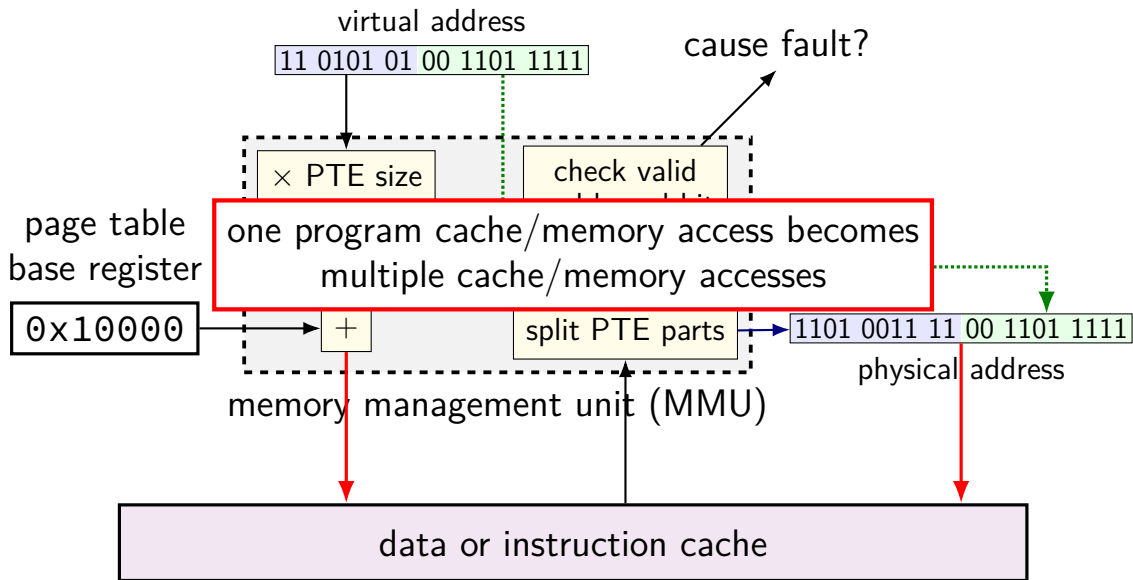 virtual address
11 0101 01 00 1101 1111
cause fault?
× PTE size
check valid
page table
base register
0x10000
one program cache/memory access becomes
multiple cache/memory accesses
+
split PTE parts
1101 0011 11 00 1101 1111
physical address
memory management unit (MMU)
data or instruction cache